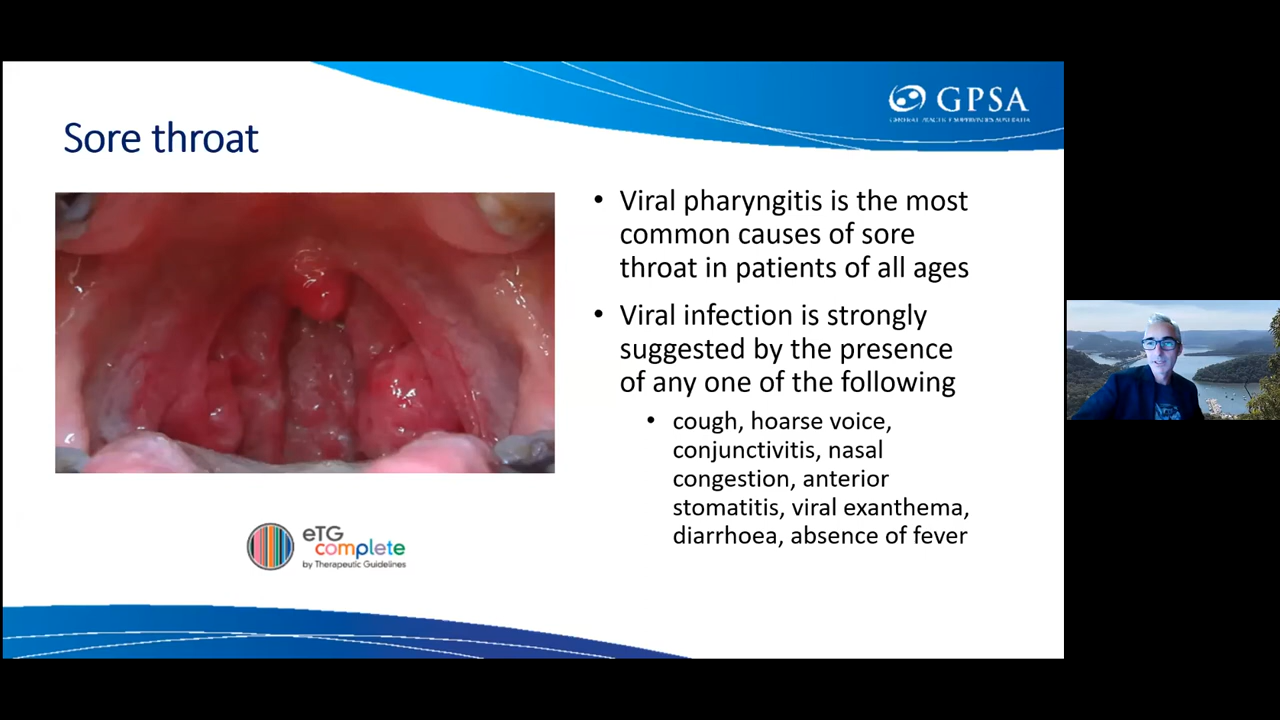 GPSA
GENERAL PRACTICE SUPERVISORS AUSTRALIA
Sore throat
• Viral pharyngitis is the most
common causes of sore
throat in patients of all ages
• Viral infection is strongly
suggested by the presence
of any one of the following
• cough, hoarse voice,
conjunctivitis, nasal
congestion, anterior
stomatitis, viral exanthema,
diarrhoea, absence of fever
eTG
complete
by Therapeutic Guidelines